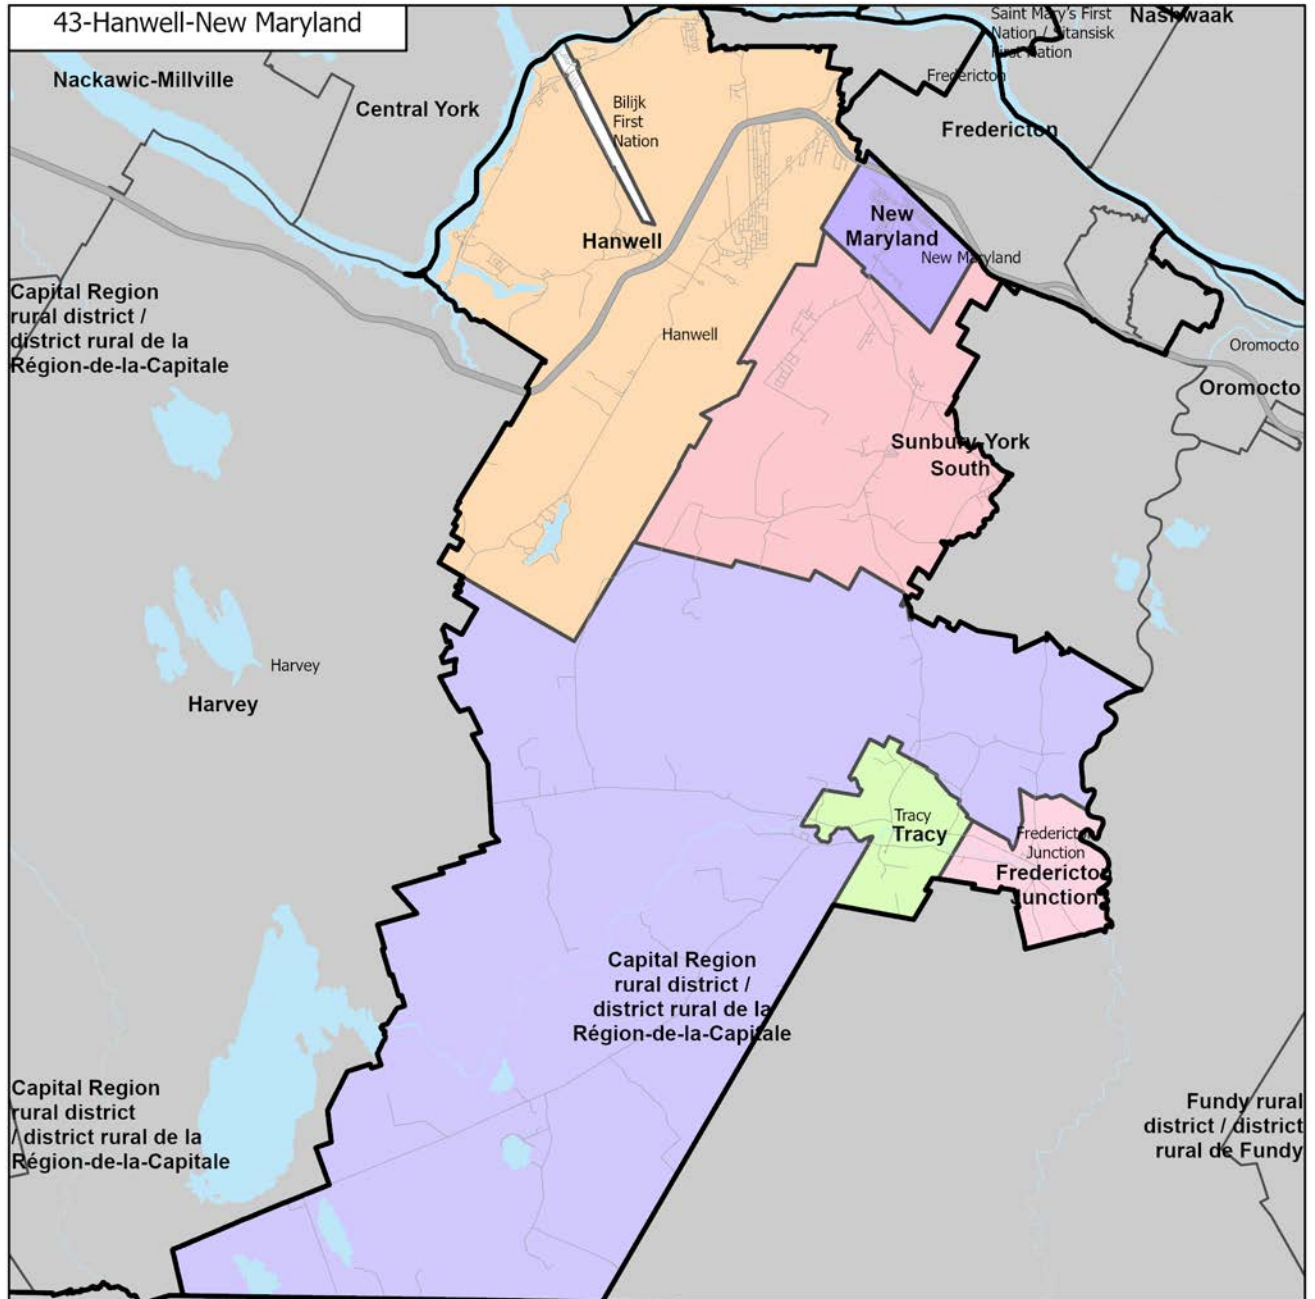 43-Hanwell-New Maryland
Saint Mary's First
Nation / Sitansisk
First Nation
Nashwaak
Nackawic-Millville
Central York
Bilijk
First
Nation
Fredericton
Fredericton
Hanwell
New
Maryland
New Maryland
Capital Region
rural district /
district rural de la
Région-de-la-Capitale
Hanwell
Oromocto
Oromocto
Sunbury-York
South
Harvey
Harvey
Tracy
Tracy
Fredericton
Junction
Fredericton
Junction
Capital Region
rural district /
district rural de la
Région-de-la-Capitale
Capital Region
rural district
/ district rural de la
Région-de-la-Capitale
Fundy rural
district / district
rural de Fundy